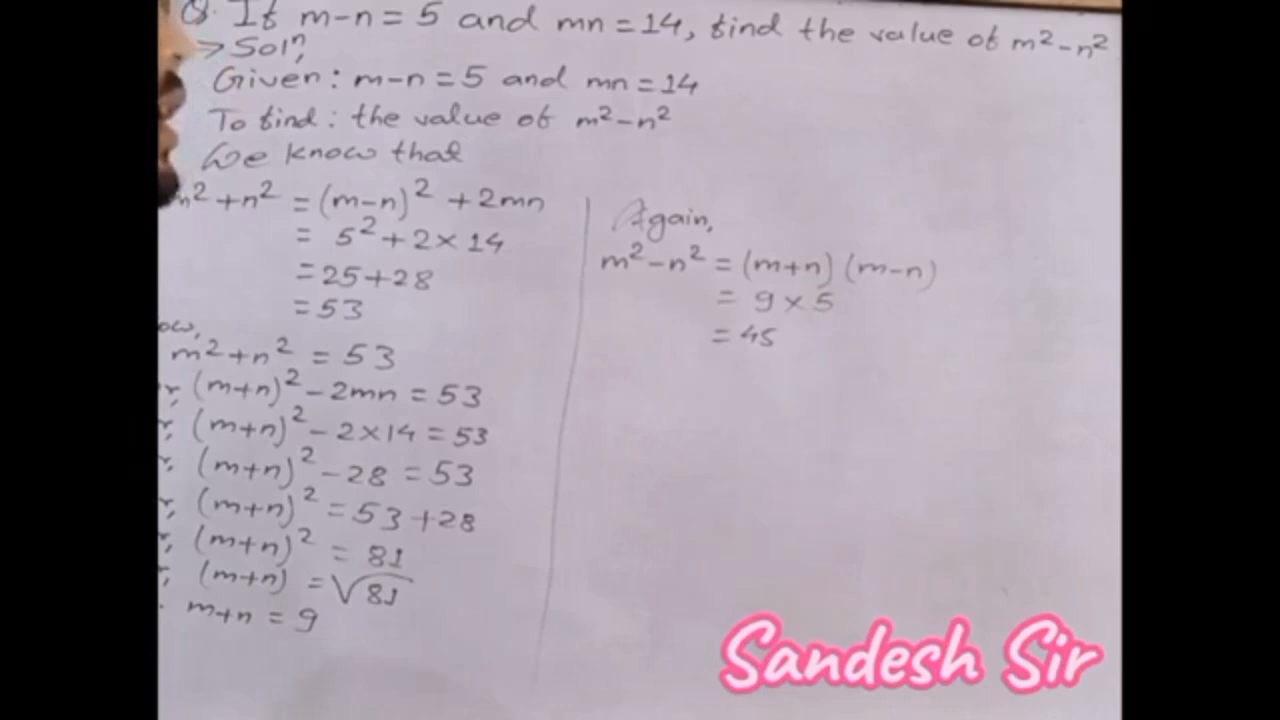 Q. If m-n = 5 and mn = 14, find the value of m²-n²
> Solⁿ,
Given: m-n = 5 and mn = 14
To find: the value of m²-n²
We know that
m²+n² = (m-n)² + 2mn
= 5² + 2×14
= 25+28
= 53
ow,
m²+n² = 53
r, (m+n)² - 2mn = 53
r, (m+n)² - 2×14 = 53
r, (m+n)² - 28 = 53
r, (m+n)² = 53+28
r, (m+n)² = 81
r, (m+n) = √81
. m+n = 9
Again,
m²-n² = (m+n) (m-n)
= 9×5
= 45
Sandesh Sir